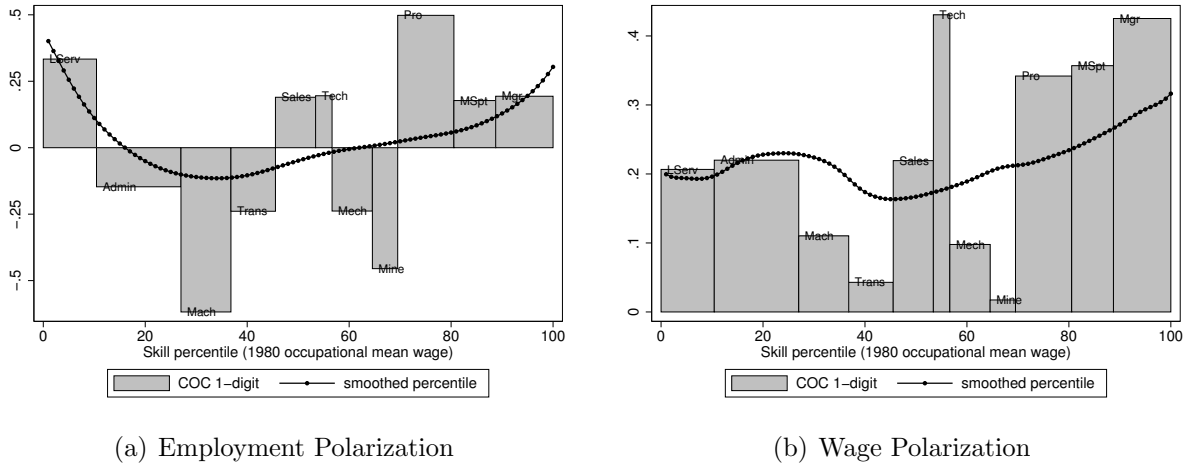 .5
.25
0
-.25
-.5
LServ
Admin
Mach
Trans
Sales
Tech
Mech
Mine
Pro
MSpt
Mgr
0 20 40 60 80 100
Skill percentile (1980 occupational mean wage)
COC 1−digit smoothed percentile
(a) Employment Polarization
.4
.3
.2
.1
0
LServ
Admin
Mach
Trans
Sales
Tech
Mech
Mine
Pro
MSpt
Mgr
0 20 40 60 80 100
Skill percentile (1980 occupational mean wage)
COC 1−digit smoothed percentile
(b) Wage Polarization